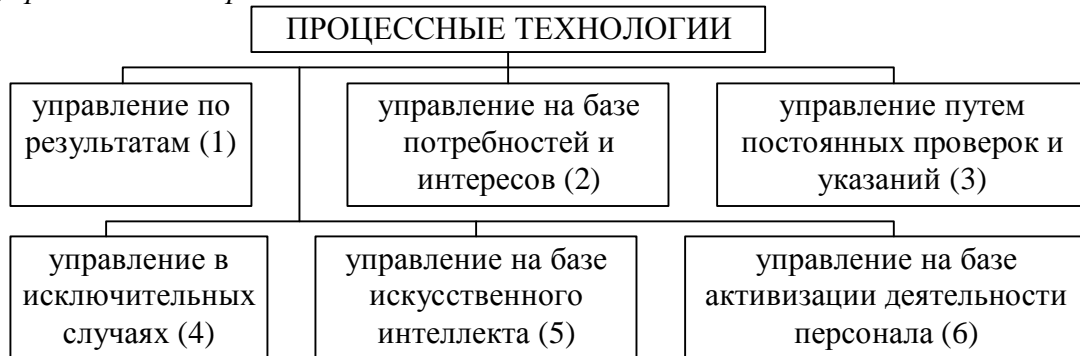 ПРОЦЕССНЫЕ ТЕХНОЛОГИИ
управление по
результатам (1)
управление на базе
потребностей и
интересов (2)
управление путем
постоянных проверок и
указаний (3)
управление в
исключительных
случаях (4)
управление на базе
искусственного
интеллекта (5)
управление на базе
активизации деятельности
персонала (6)